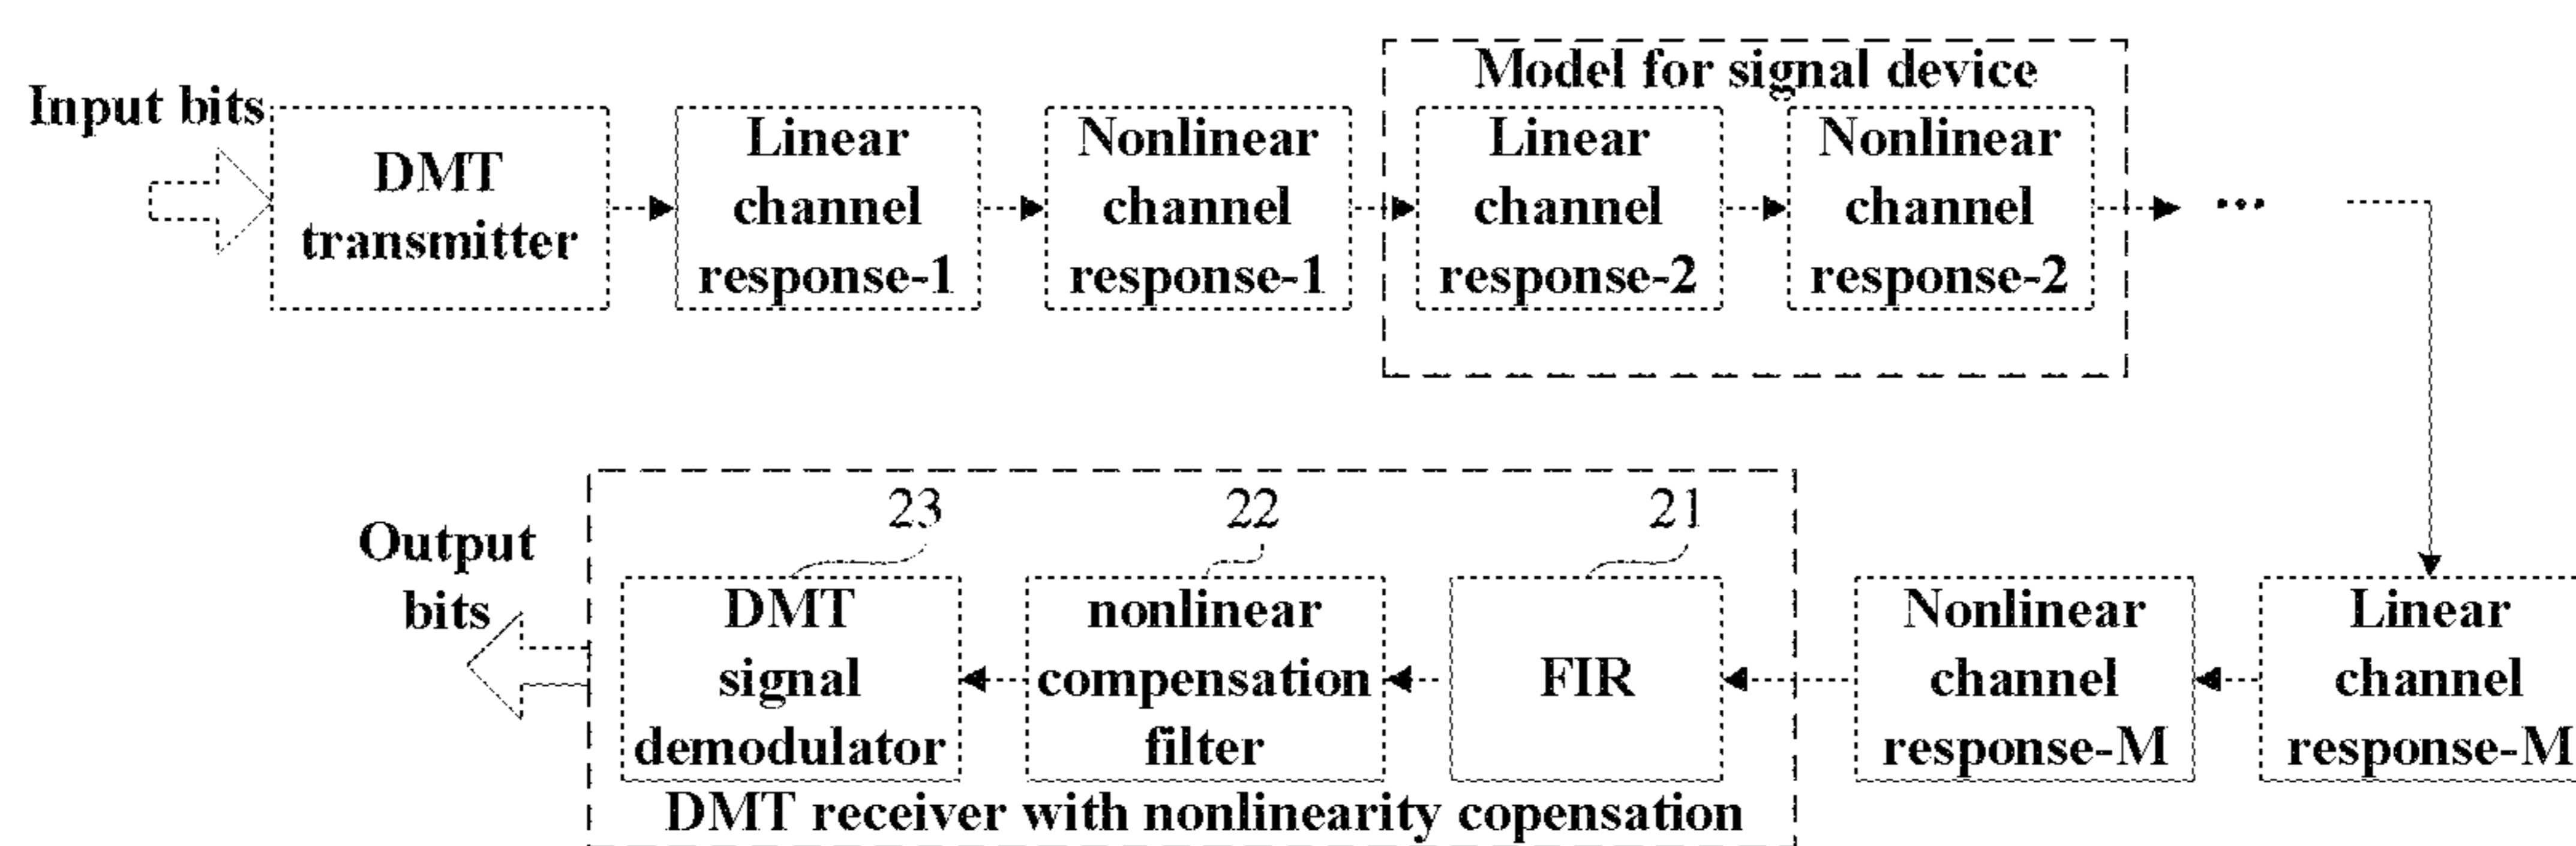 Model for signal device
Input bits
DMT
transmitter
Linear
channel
response-1
Nonlinear
channel
response-1
Linear
channel
response-2
Nonlinear
channel
response-2
...
23
22
21
Output
bits
DMT
signal
demodulator
nonlinear
compensation
filter
FIR
Nonlinear
channel
response-M
Linear
channel
response-M
DMT receiver with nonlinearity copensation